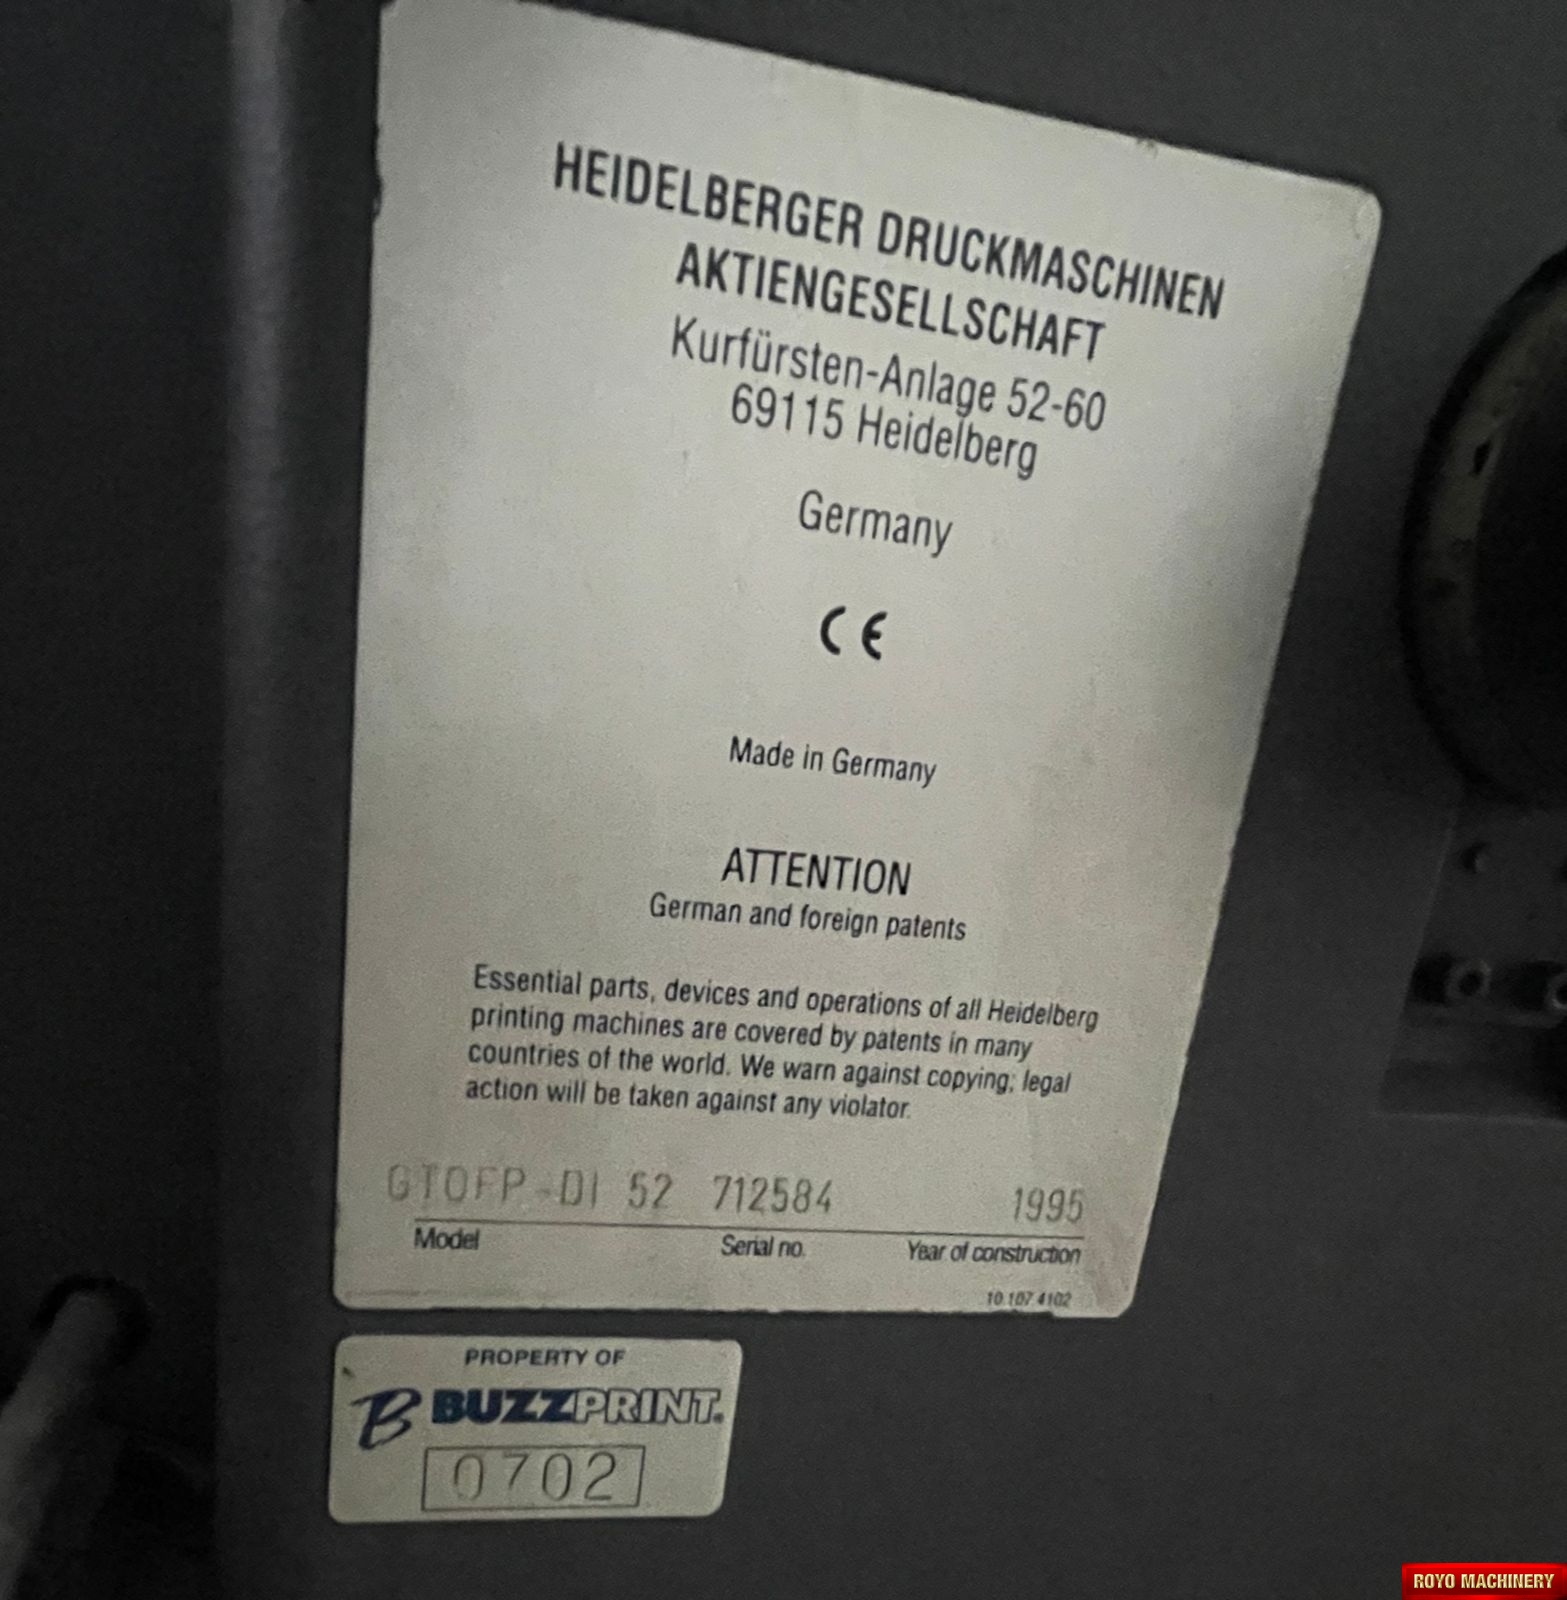 HEIDELBERGER DRUCKMASCHINEN
AKTIENGESELLSCHAFT
Kurfürsten-Anlage 52-60
69115 Heidelberg
Germany
CE
Made in Germany
ATTENTION
German and foreign patents
Essential parts, devices and operations of all Heidelberg
printing machines are covered by patents in many
countries of the world. We warn against copying; legal
action will be taken against any violator.
GTOFP-DI 52 712584 1995
Model Serial no. Year of construction
10.107.4102
PROPERTY OF
B BUZZPRINT.
0702
ROYO MACHINERY